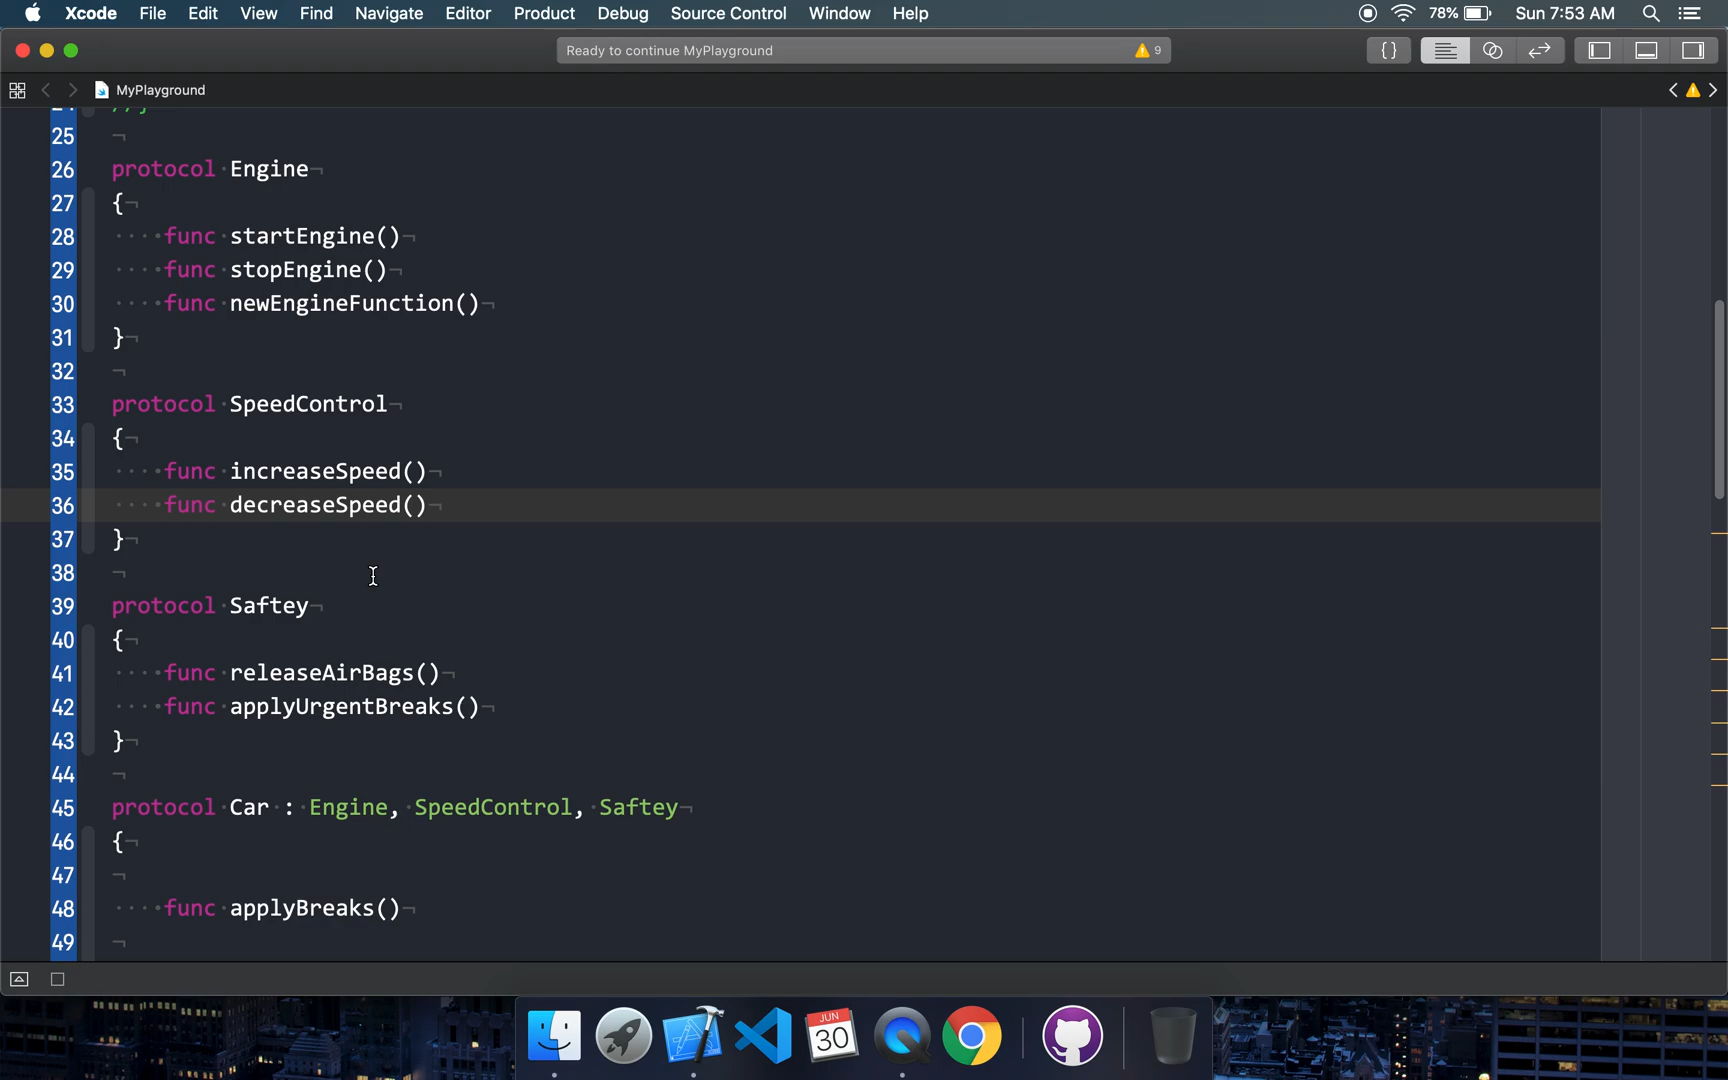 Xcode File Edit View Find Navigate Editor Product Debug Source Control Window Help 78% Sun 7:53 AM
Ready to continue MyPlayground 9 {}
MyPlayground
25
26 protocol Engine
27 {
28 func startEngine()
29 func stopEngine()
30 func newEngineFunction()
31 }
32
33 protocol SpeedControl
34 {
35 func increaseSpeed()
36 func decreaseSpeed()
37 }
38
39 protocol Saftey
40 {
41 func releaseAirBags()
42 func applyUrgentBreaks()
43 }
44
45 protocol Car : Engine, SpeedControl, Saftey
46 {
47
48 func applyBreaks()
49
JUN
30